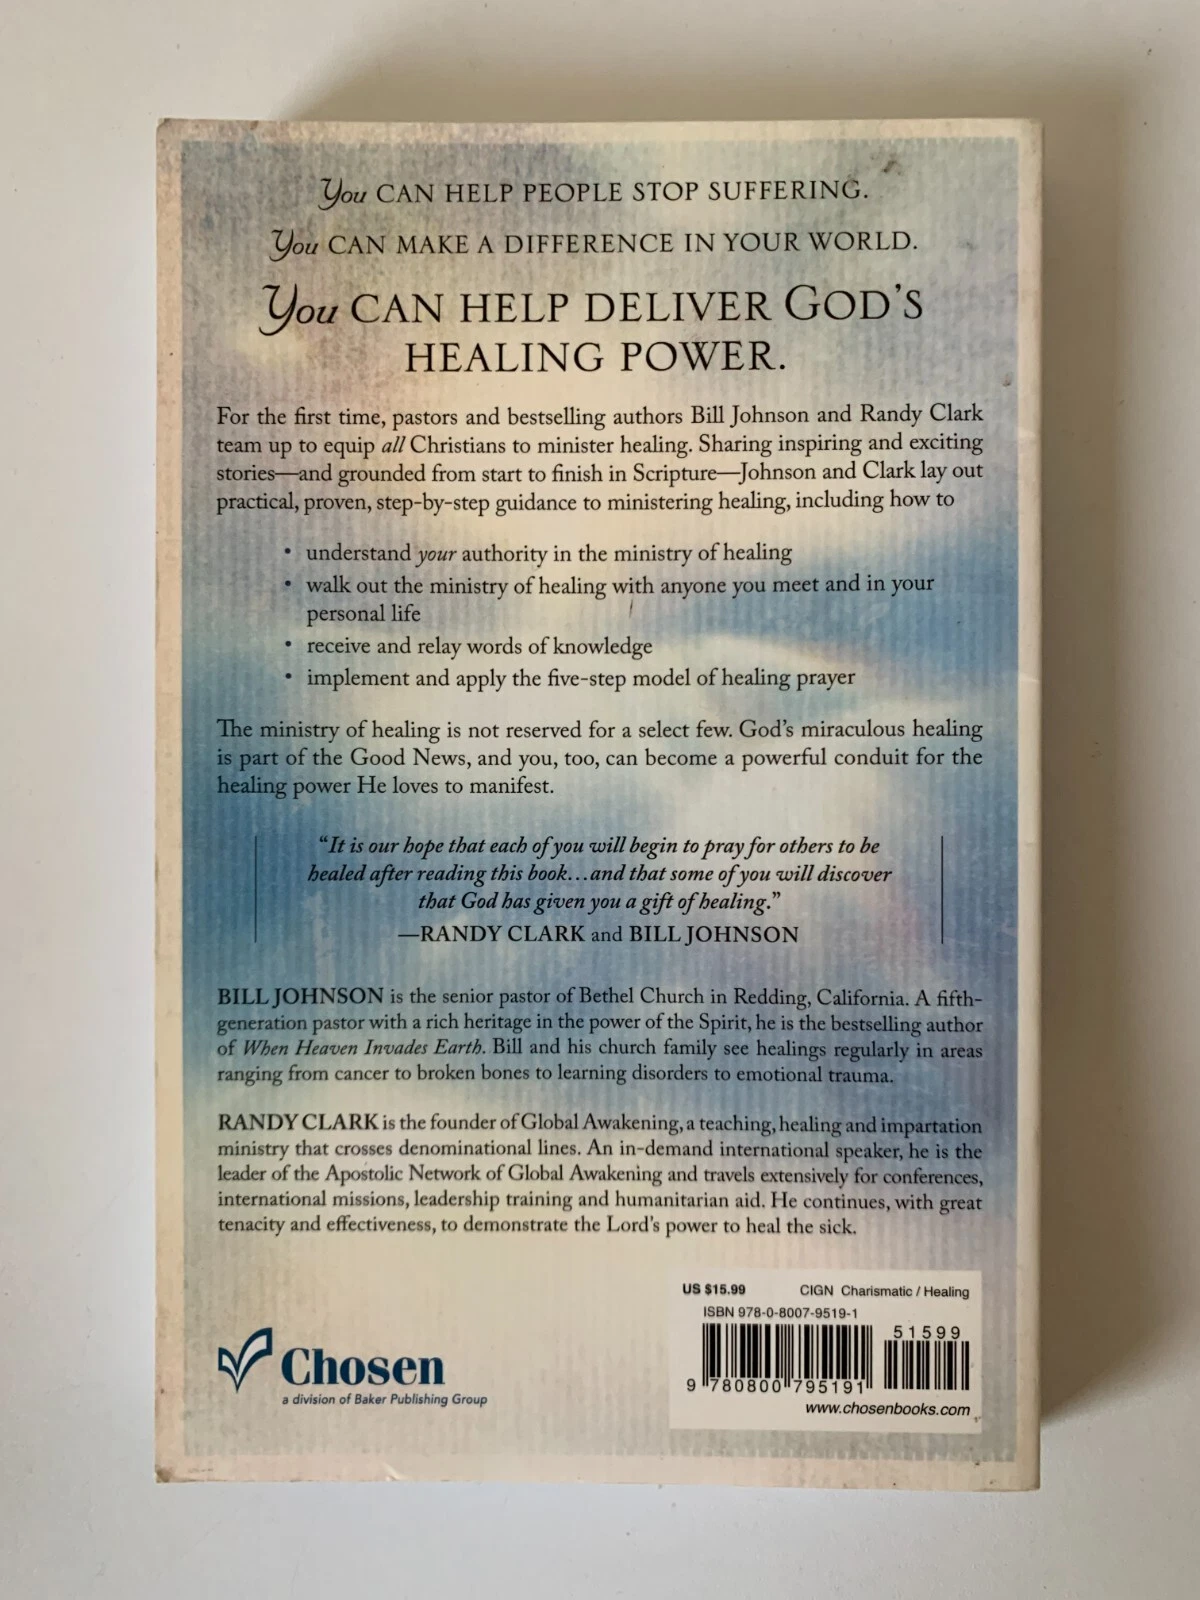 You CAN HELP PEOPLE STOP SUFFERING.
You CAN MAKE A DIFFERENCE IN YOUR WORLD.
You CAN HELP DELIVER GOD'S
HEALING POWER.
For the first time, pastors and bestselling authors Bill Johnson and Randy Clark
team up to equip all Christians to minister healing. Sharing inspiring and exciting
stories—and grounded from start to finish in Scripture—Johnson and Clark lay out
practical, proven, step-by-step guidance to ministering healing, including how to
• understand your authority in the ministry of healing
• walk out the ministry of healing with anyone you meet and in your
personal life
• receive and relay words of knowledge
• implement and apply the five-step model of healing prayer
The ministry of healing is not reserved for a select few. God's miraculous healing
is part of the Good News, and you, too, can become a powerful conduit for the
healing power He loves to manifest.
"It is our hope that each of you will begin to pray for others to be
healed after reading this book...and that some of you will discover
that God has given you a gift of healing."
—RANDY CLARK and BILL JOHNSON
BILL JOHNSON is the senior pastor of Bethel Church in Redding, California. A fifth-
generation pastor with a rich heritage in the power of the Spirit, he is the bestselling author
of When Heaven Invades Earth. Bill and his church family see healings regularly in areas
ranging from cancer to broken bones to learning disorders to emotional trauma.
RANDY CLARK is the founder of Global Awakening, a teaching, healing and impartation
ministry that crosses denominational lines. An in-demand international speaker, he is the
leader of the Apostolic Network of Global Awakening and travels extensively for conferences,
international missions, leadership training and humanitarian aid. He continues, with great
tenacity and effectiveness, to demonstrate the Lord's power to heal the sick.
US $15.99 CIGN Charismatic / Healing
ISBN 978-0-8007-9519-1
51599
9 780800 795191
www.chosenbooks.com
Chosen
a division of Baker Publishing Group